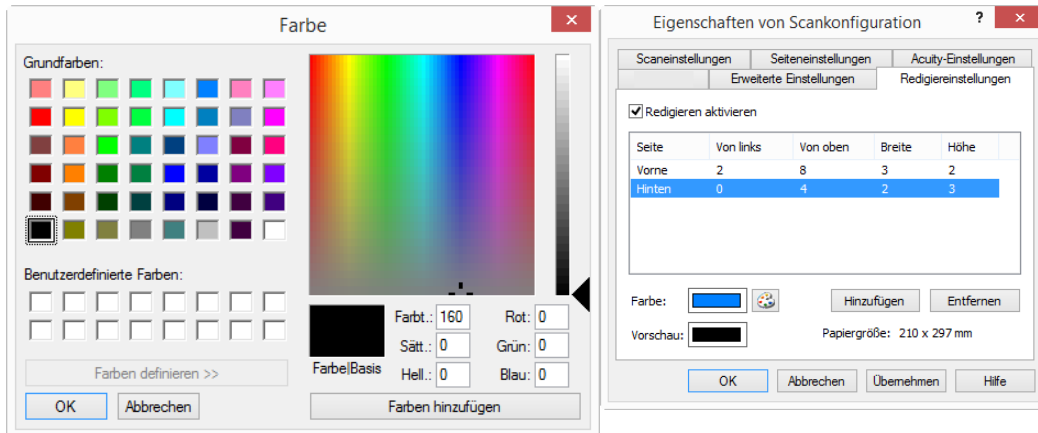 Farbe
Grundfarben:
Benutzerdefinierte Farben:
Farben definieren >>
OK Abbrechen
Farbe|Basis
Farbt.: 160 Rot: 0
Sätt.: 0 Grün: 0
Hell.: 0 Blau: 0
Farben hinzufügen
Eigenschaften von Scankonfiguration ?
Scaneinstellungen Seiteneinstellungen Acuity-Einstellungen
Erweiterte Einstellungen Redigiereinstellungen
Redigieren aktivieren
Seite Von links Von oben Breite Höhe
Vorne 2 8 3 2
Hinten 0 4 2 3
Farbe: Hinzufügen Entfernen
Vorschau: Papiergröße: 210 x 297 mm
OK Abbrechen Übernehmen Hilfe